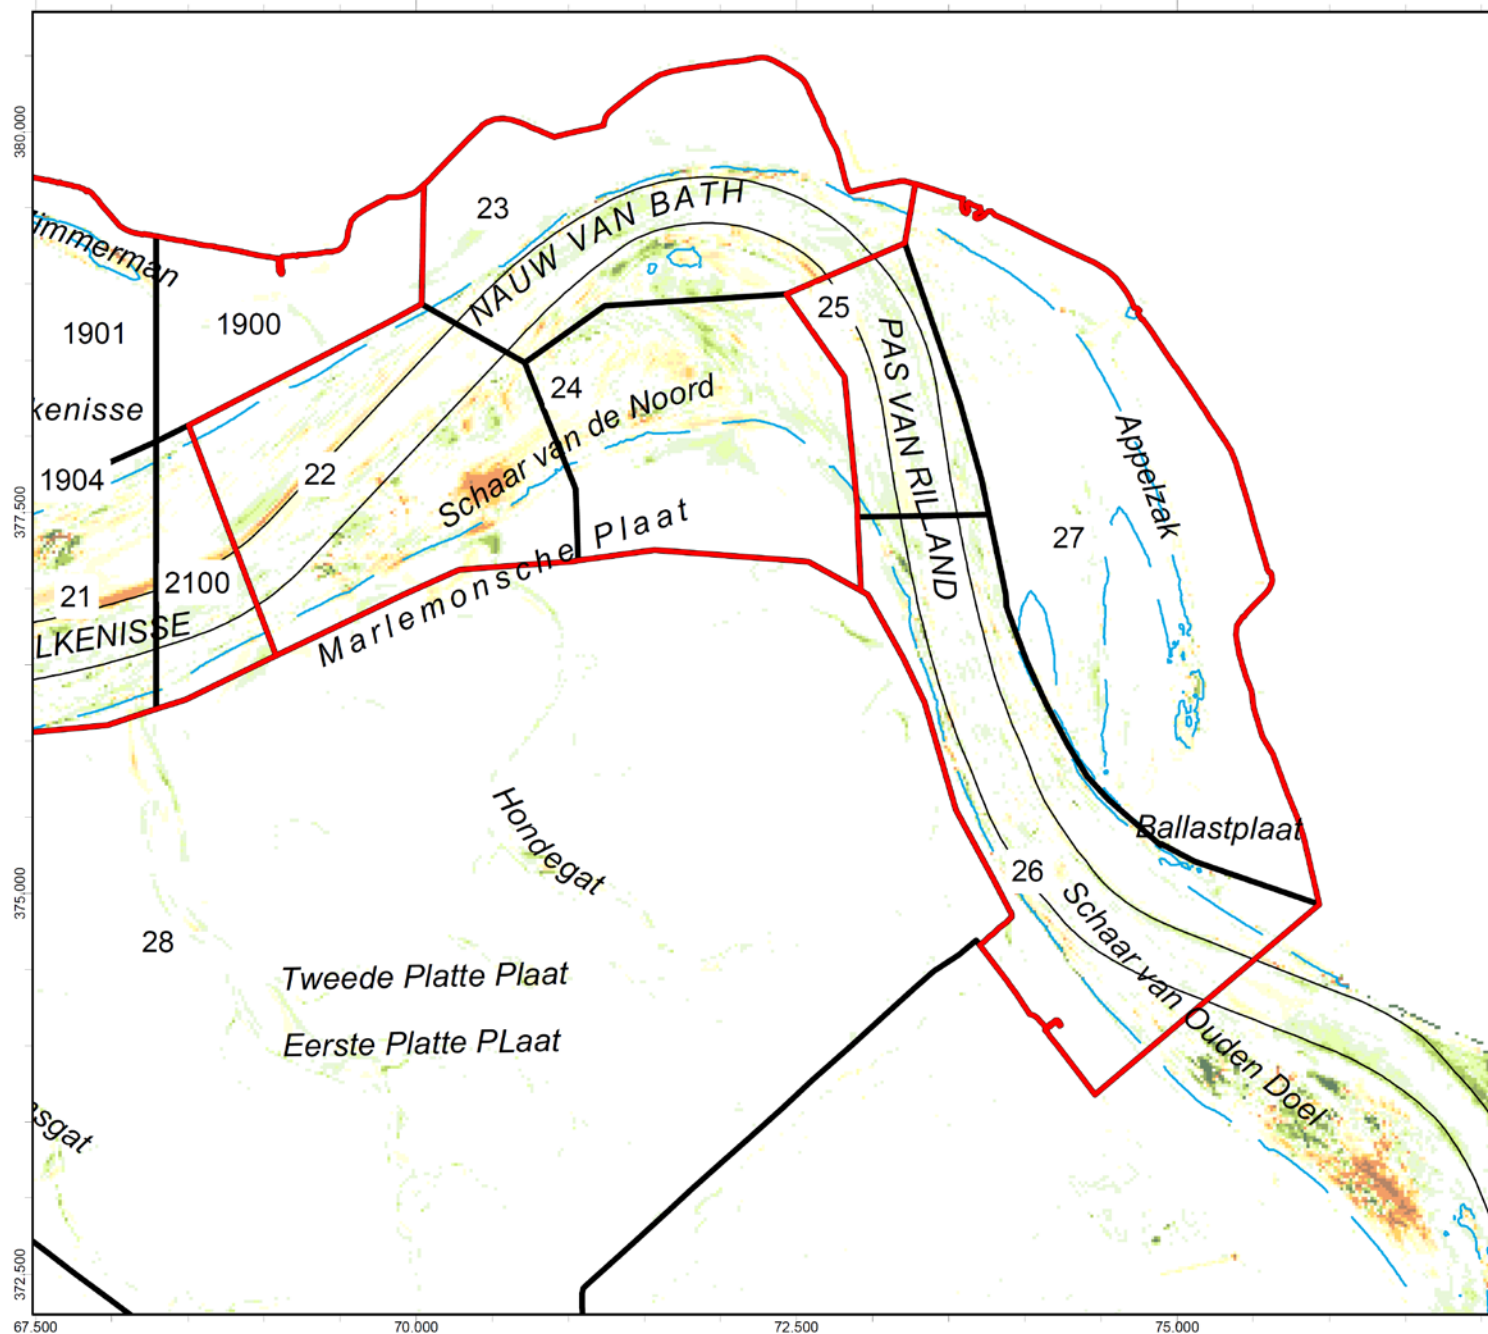 380.000
23
NAUW VAN BATH
1901
1900
25
PAS VAN RILLAND
24
Schaar van de Noord
kenisse
Appelzak
1904
22
377.500
27
Marlemonsche Plaat
21
2100
LKENISSE
Hondegat
Ballastplaat
26
375.000
Schaar van Ouden Doel
28
Tweede Platte Plaat
Eerste Platte PLaat
sgat
372.500
67.500
70.000
72.500
75.000